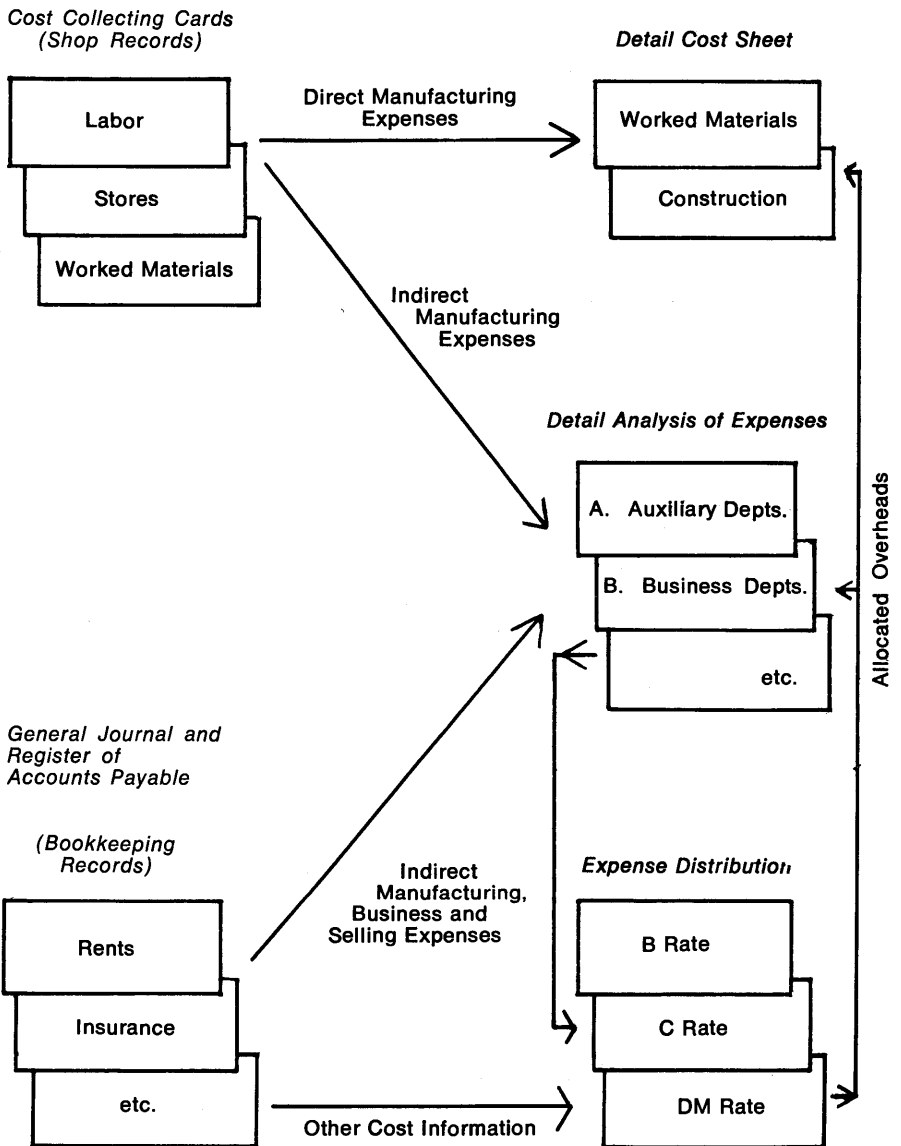 Cost Collecting Cards
(Shop Records)
Labor
Stores
Worked Materials
Direct Manufacturing
Expenses
Detail Cost Sheet
Worked Materials
Construction
Indirect
Manufacturing
Expenses
Detail Analysis of Expenses
A. Auxiliary Depts.
B. Business Depts.
etc.
Allocated Overheads
General Journal and
Register of
Accounts Payable
(Bookkeeping
Records)
Rents
Insurance
etc.
Indirect
Manufacturing,
Business and
Selling Expenses
Other Cost Information
Expense Distribution
B Rate
C Rate
DM Rate